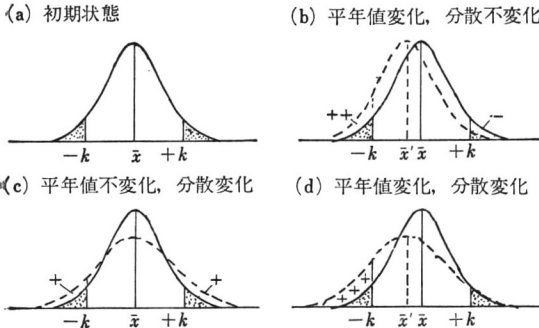 (a) 初期状態
(b) 平年値変化，分散不変化
++
-
-k x̄ +k
-k x̄′ x̄ +k
(c) 平年値不変化，分散変化
(d) 平年値変化，分散変化
+
+
+
+
+
-k x̄ +k
-k x̄′ x̄ +k